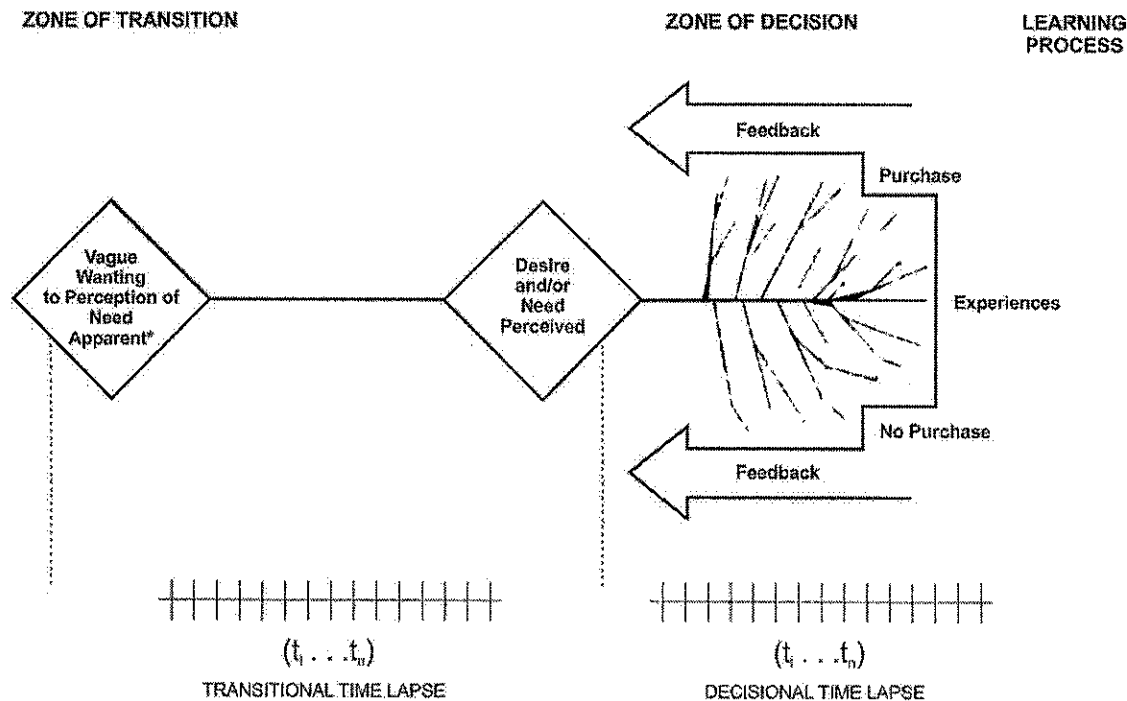 ZONE OF TRANSITION
ZONE OF DECISION
LEARNING
PROCESS
Feedback
Purchase
Vague
Wanting
to Perception of
Need
Apparent*
Desire
and/or
Need
Perceived
Experiences
No Purchase
Feedback
(tᵢ . . . tₙ)
TRANSITIONAL TIME LAPSE
(tᵢ . . . tₙ)
DECISIONAL TIME LAPSE